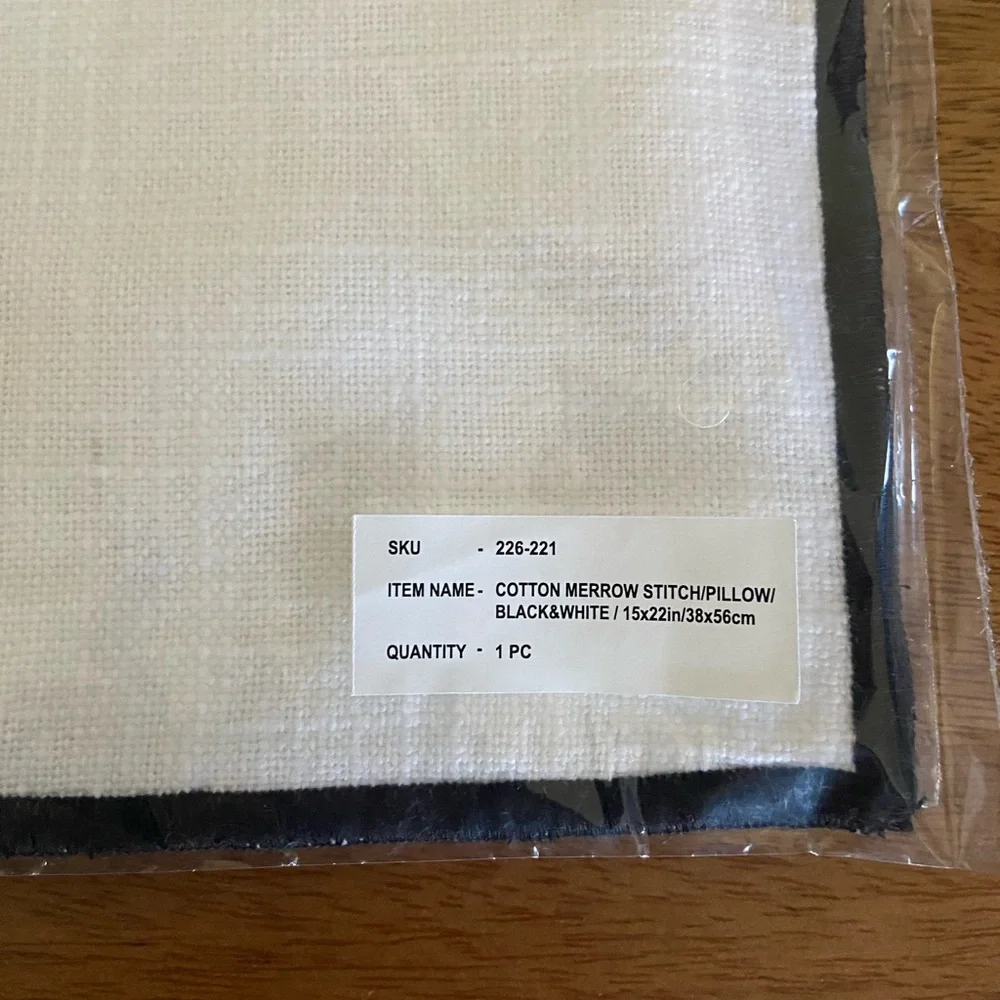 SKU - 226-221
ITEM NAME - COTTON MERROW STITCH/PILLOW/
BLACK&WHITE / 15x22in/38x56cm
QUANTITY - 1 PC